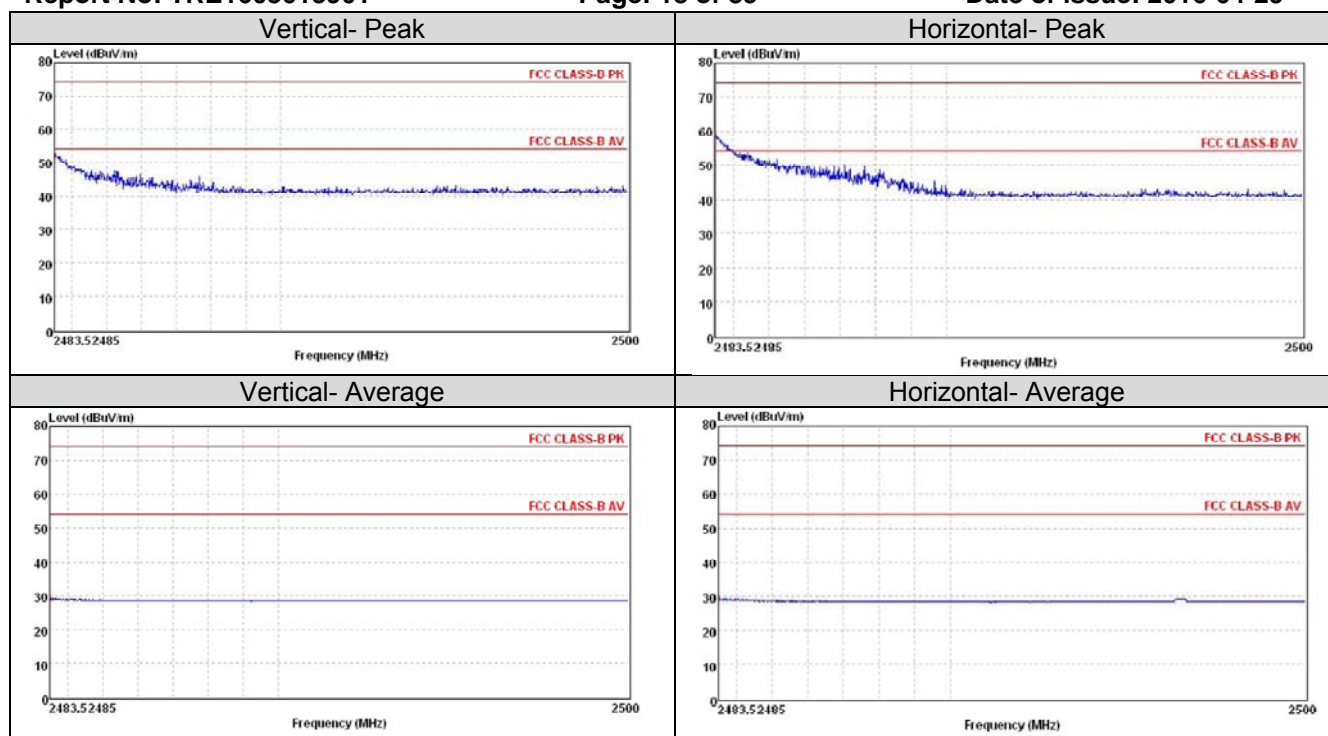 Vertical- Peak
Horizontal- Peak
Level (dBuV/m)
80
70
60
50
40
30
20
10
0
FCC CLASS-B PK
FCC CLASS-B AV
2483.52485
2500
Frequency (MHz)
Level (dBuV/m)
80
70
60
50
40
30
20
10
0
FCC CLASS-B PK
FCC CLASS-B AV
2483.52485
2500
Frequency (MHz)
Vertical- Average
Horizontal- Average
Level (dBuV/m)
80
70
60
50
40
30
20
10
0
FCC CLASS-B PK
FCC CLASS-B AV
2483.52485
2500
Frequency (MHz)
Level (dBuV/m)
80
70
60
50
40
30
20
10
0
FCC CLASS-B PK
FCC CLASS-B AV
2483.52485
2500
Frequency (MHz)